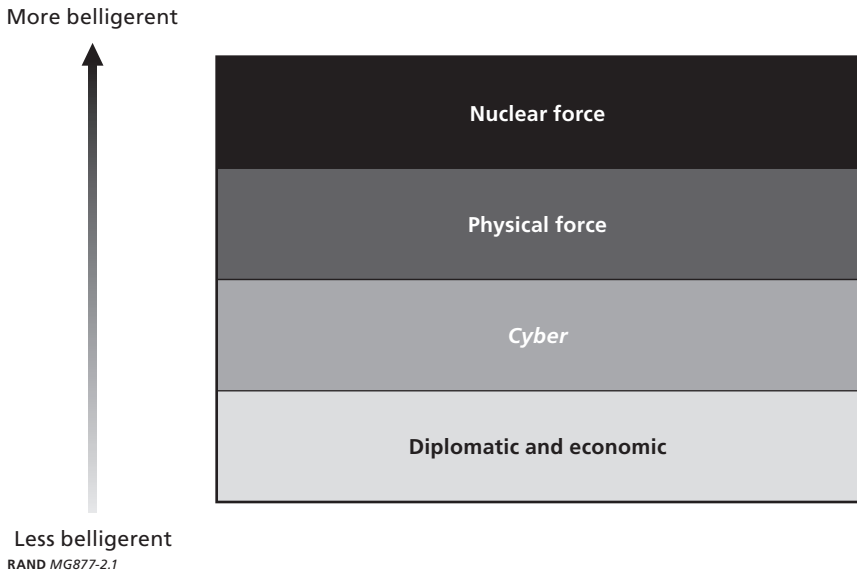 More belligerent
Nuclear force
Physical force
Cyber
Diplomatic and economic
Less belligerent
RAND MG877-2.1